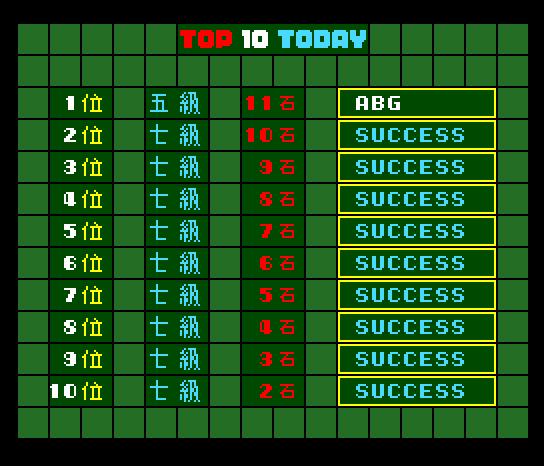 TOP 10 TODAY
1位 五級 11石 ABG
2位 七級 10石 SUCCESS
3位 七級 9石 SUCCESS
4位 七級 8石 SUCCESS
5位 七級 7石 SUCCESS
6位 七級 6石 SUCCESS
7位 七級 5石 SUCCESS
8位 七級 4石 SUCCESS
9位 七級 3石 SUCCESS
10位 七級 2石 SUCCESS